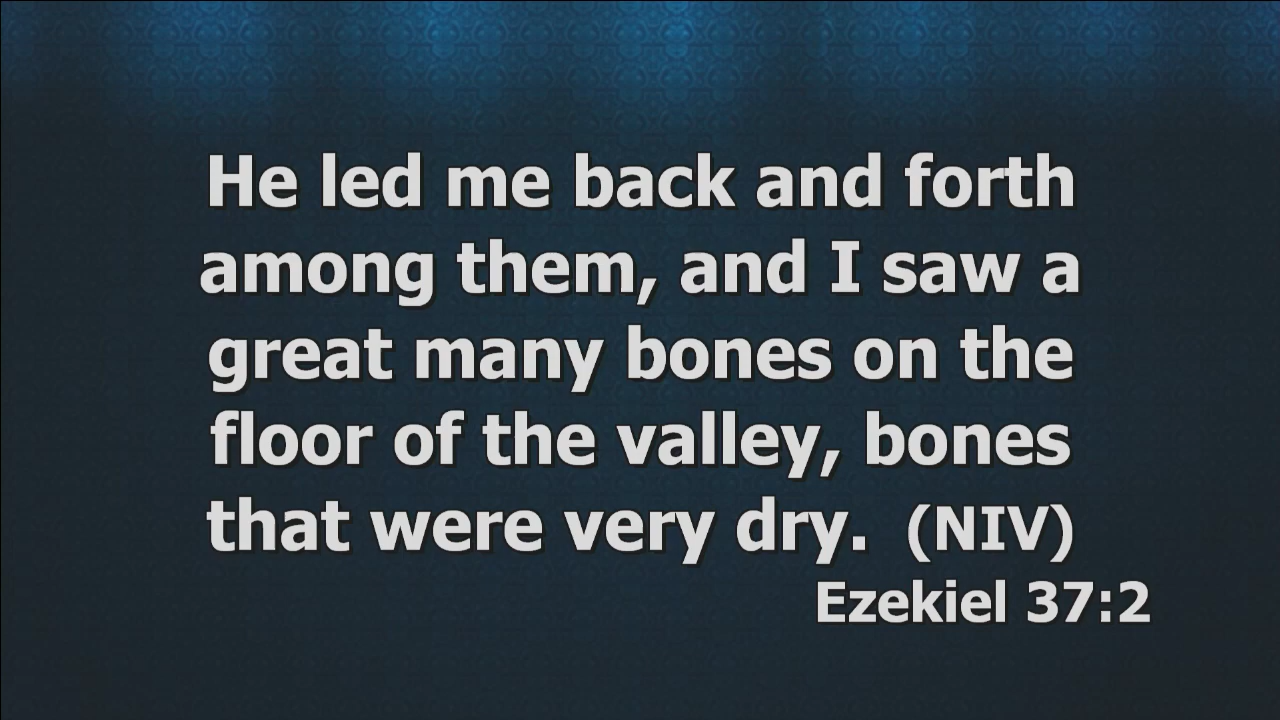 He led me back and forth
among them, and I saw a
great many bones on the
floor of the valley, bones
that were very dry.  (NIV)
Ezekiel 37:2